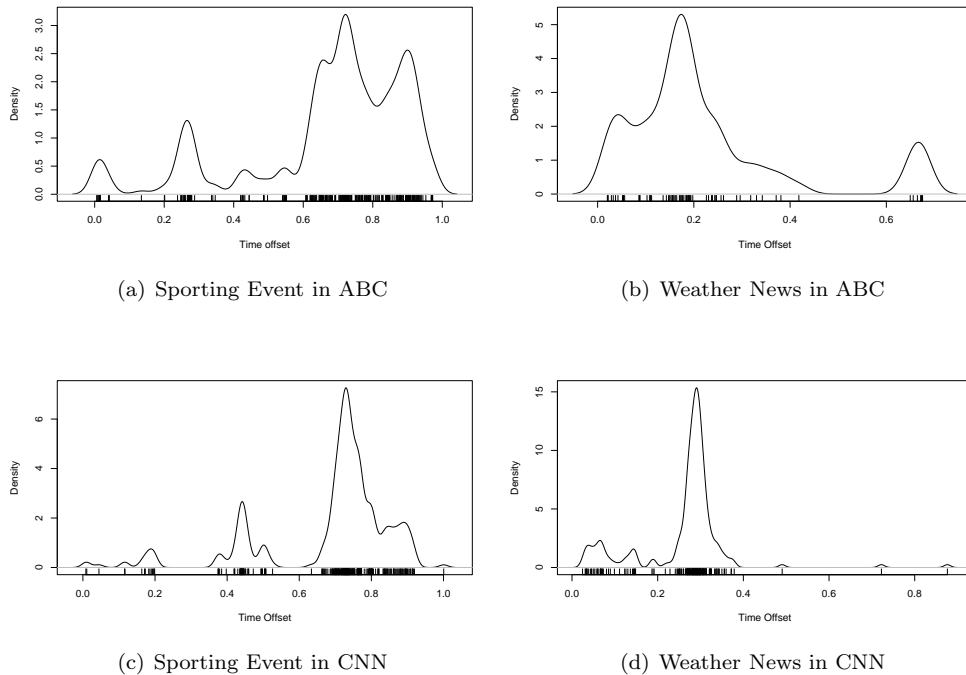 3.0
2.5
2.0
1.5
1.0
0.5
0.0
Density
0.0 0.2 0.4 0.6 0.8 1.0
Time offset
(a) Sporting Event in ABC
5
4
3
2
1
0
Density
0.0 0.2 0.4 0.6
Time Offset
(b) Weather News in ABC
6
4
2
0
Density
0.0 0.2 0.4 0.6 0.8 1.0
Time Offset
(c) Sporting Event in CNN
15
10
5
0
Density
0.0 0.2 0.4 0.6 0.8
Time Offset
(d) Weather News in CNN